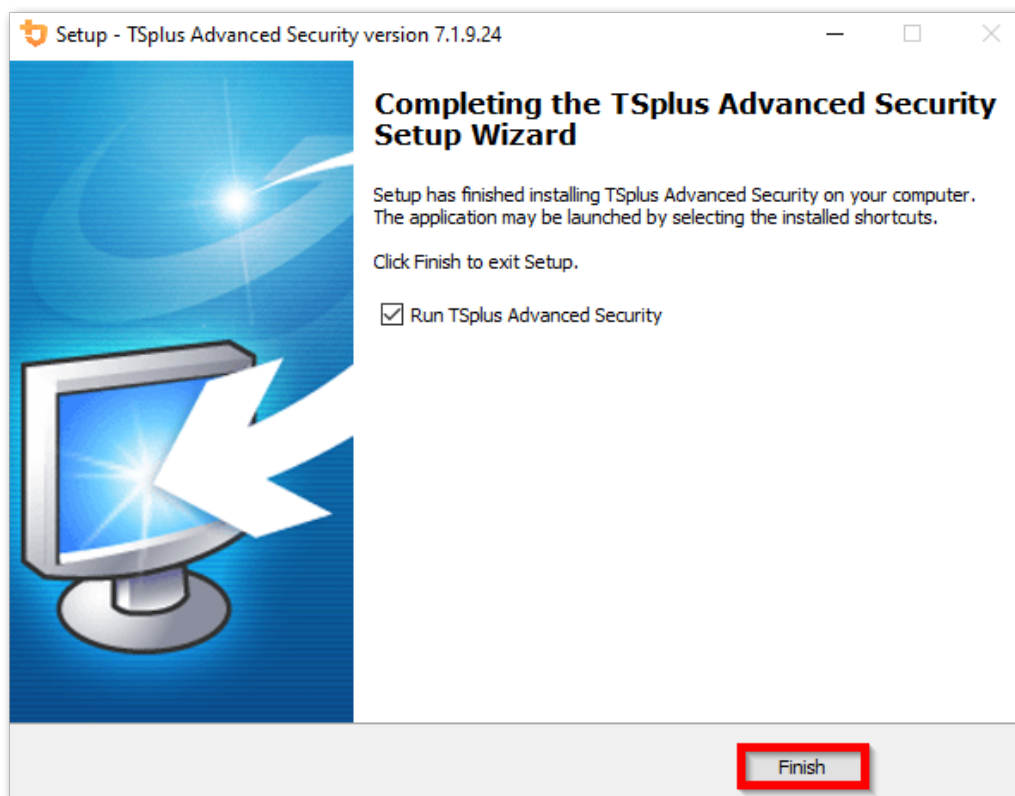 Setup - TSplus Advanced Security version 7.1.9.24
Completing the TSplus Advanced Security
Setup Wizard
Setup has finished installing TSplus Advanced Security on your computer.
The application may be launched by selecting the installed shortcuts.
Click Finish to exit Setup.
Run TSplus Advanced Security
Finish